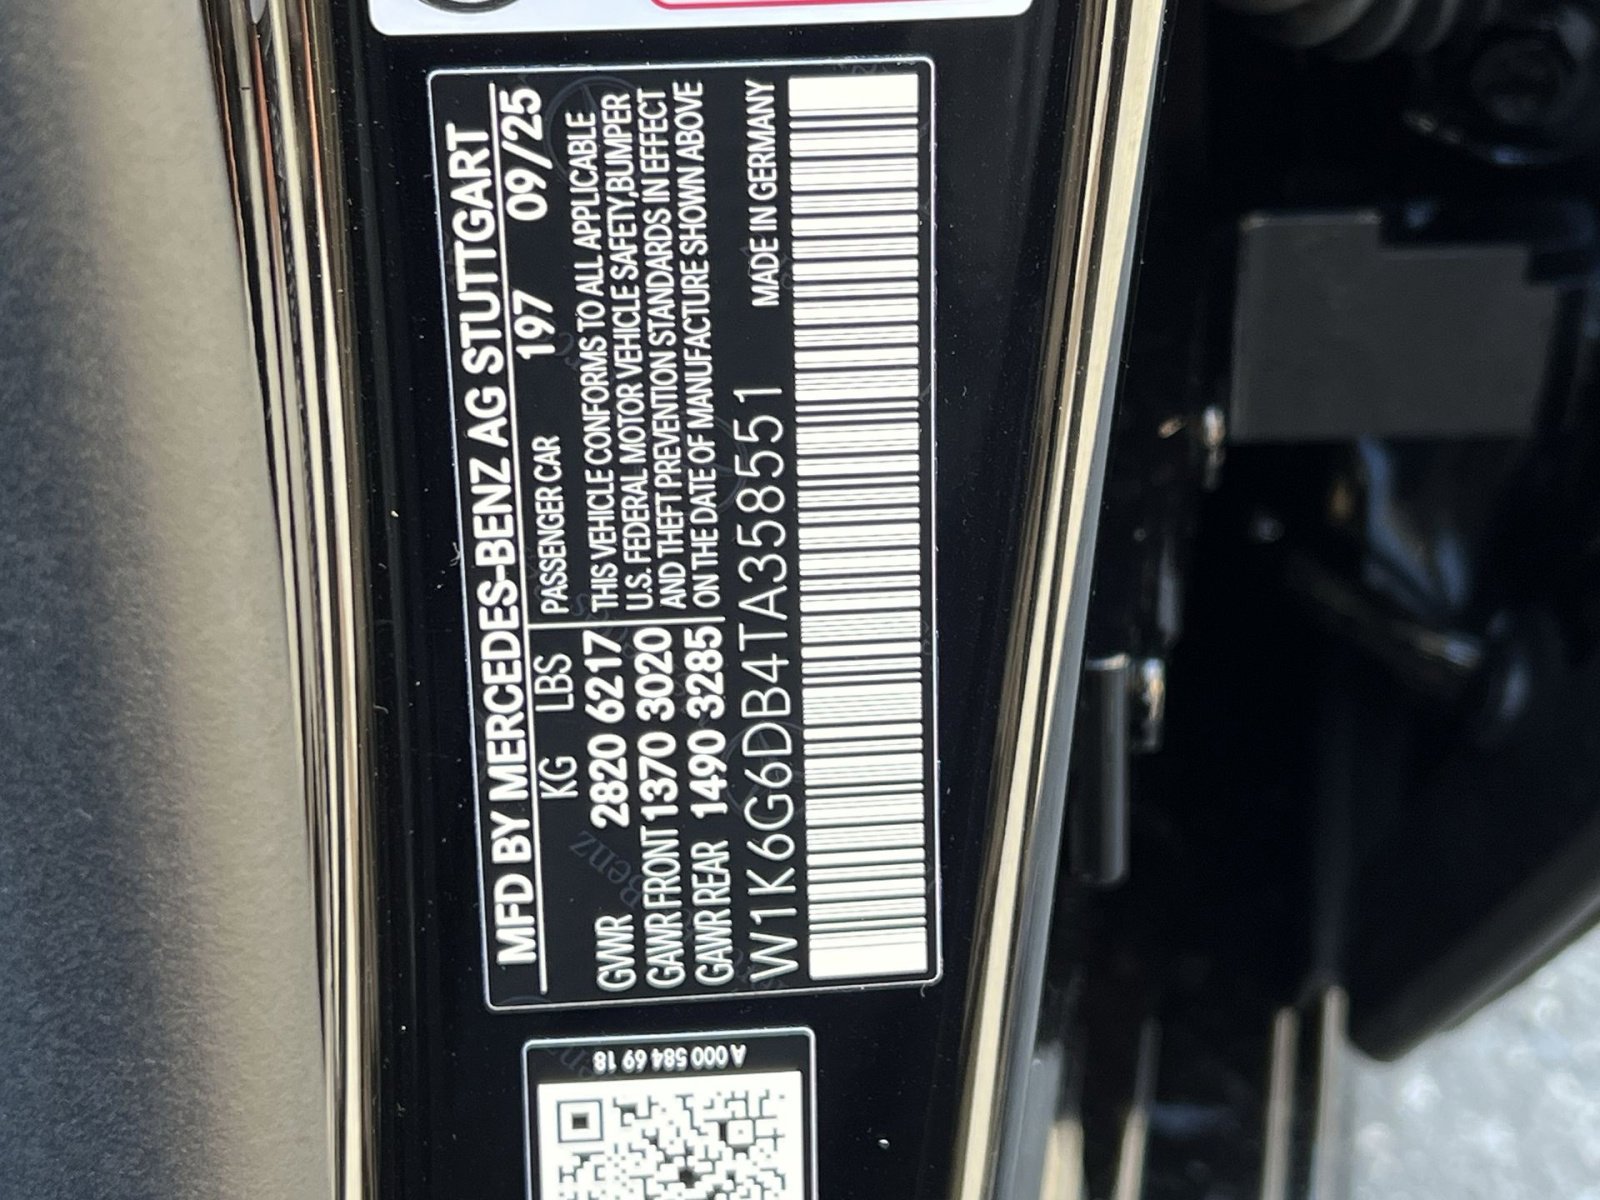 MFD BY MERCEDES-BENZ AG STUTTGART
KG LBS PASSENGER CAR 197 09/25
GVWR 2820 6217 THIS VEHICLE CONFORMS TO ALL APPLICABLE
U.S. FEDERAL MOTOR VEHICLE SAFETY,BUMPER
GAWR FRONT 1370 3020 AND THEFT PREVENTION STANDARDS IN EFFECT
GAWR REAR 1490 3285 ON THE DATE OF MANUFACTURE SHOWN ABOVE
W1K6G6DB4TA358551 MADE IN GERMANY
A 000 584 69 18